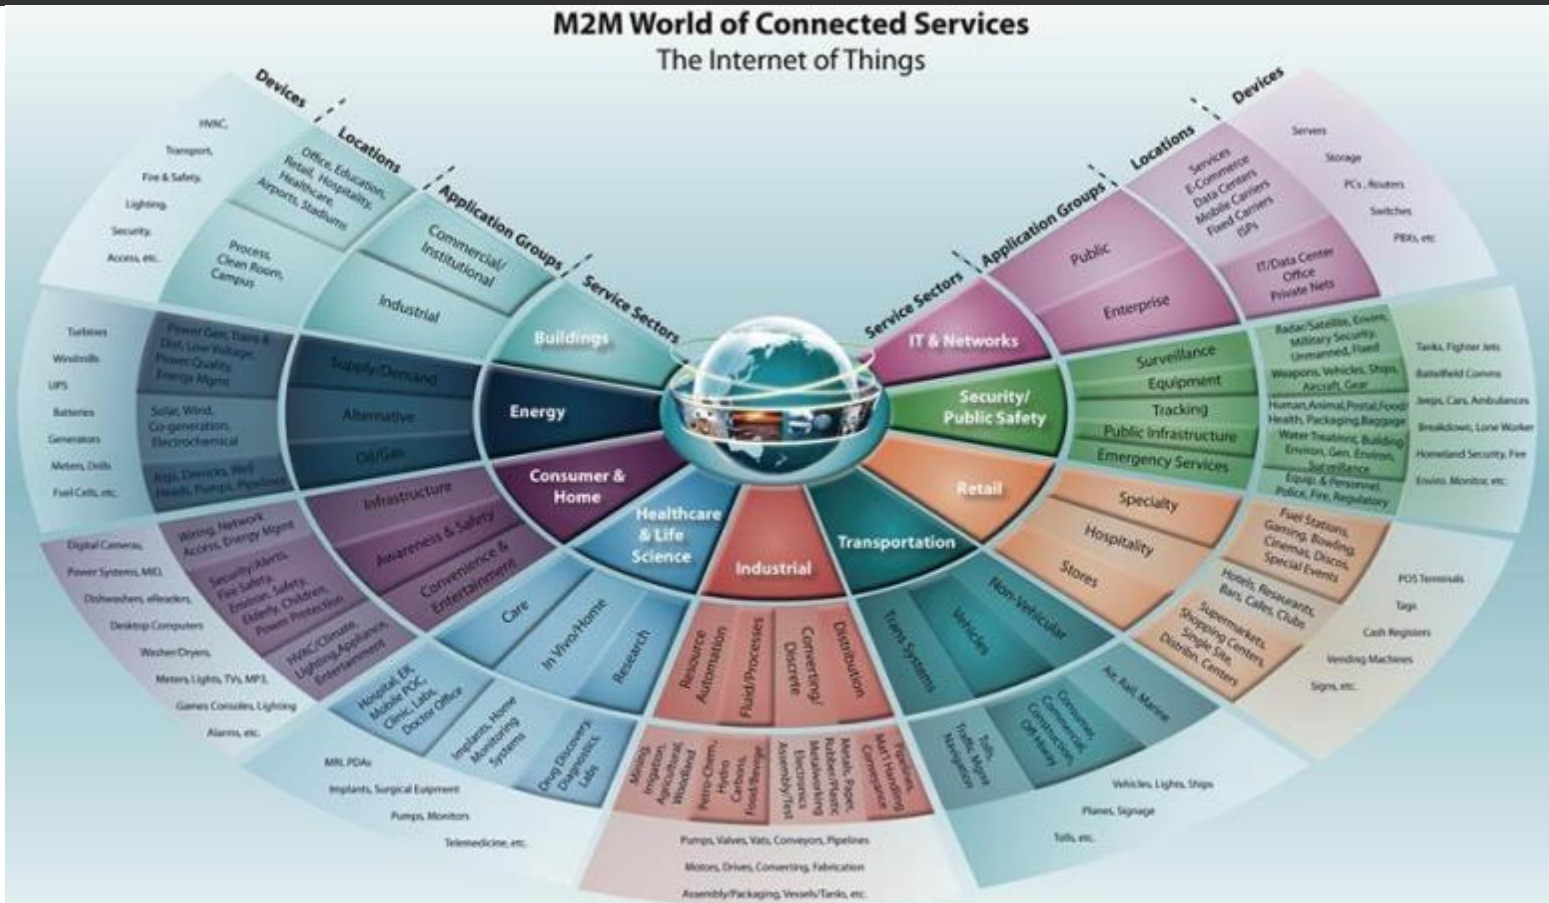 M2M World of Connected Services
The Internet of Things
Devices
Locations
Application Groups
Service Sectors
Service Sectors
Application Groups
Locations
Devices
Buildings
Commercial/
Institutional
Industrial
Office, Education,
Retail, Hospitality,
Healthcare,
Airports, Stadiums
Process,
Clean Room,
Campus
HVAC,
Transport,
Fire & Safety,
Lighting,
Security,
Access, etc.
Energy
Supply/Demand
Alternative
Oil/Gas
Power Gen, Trans &
Dist, Low Voltage,
Power Quality,
Energy Mgmt
Solar, Wind,
Co-generation,
Electrochemical
Rigs, Derricks, Well
Heads, Pumps, Pipelines
Turbines
Windmills
UPS
Batteries
Generators
Meters, Drills
Fuel Cells, etc.
Consumer &
Home
Infrastructure
Awareness & Safety
Convenience &
Entertainment
Wiring, Network
Access, Energy Mgmt
Security/Alerts,
Fire Safety,
Environ. Safety,
Elderly, Children,
Power Protection
HVAC/Climate,
Lighting, Appliance,
Entertainment
Digital Cameras,
Power Systems, MID,
Dishwashers, eReaders,
Desktop Computers
Washer/Dryers,
Meters, Lights, TVs, MP3,
Games Consoles, Lighting
Alarms, etc.
Healthcare
& Life
Science
Care
In Vivo/Home
Research
Hospital, ER,
Mobile POC,
Clinic, Labs,
Doctor Office
Implants, Home
Monitoring
Systems
Drug Discovery
Diagnostics,
Labs
MRI, PDAs
Implants, Surgical Euipment
Pumps, Monitors
Telemedicine, etc.
Industrial
Resource
Automation
Fluid/Processes
Converting/
Discrete
Distribution
Mining,
Irrigation,
Agricultural,
Woodland
Petro-Chem,
Hydro
Carbons,
Food/Bevrge
Metals, Paper,
Rubber/Plastic
Metalworking
Electronics
Assembly/Test
Pipelines,
Mat'l Handling
Conveyance
Pumps, Valves, Vats, Conveyors, Pipelines
Motors, Drives, Converting, Fabrication
Assembly/Packaging, Vessels/Tanks, etc.
Transportation
Trans Systems
Vehicles
Non-Vehicular
Tolls,
Traffic Mgmt
Navigation
Consumer,
Commercial,
Construction,
Off-Hiway
Air, Rail, Marine
Vehicles, Lights, Ships
Planes, Signage
Tolls, etc.
Retail
Specialty
Hospitality
Stores
Fuel Stations,
Gaming, Bowling,
Cinemas, Discos,
Special Events
Hotels, Resaurants,
Bars, Cafes, Clubs
Supermarkets,
Shopping Centers,
Single Site,
Distribn. Centers
POS Terminals
Tags
Cash Registers
Vending Machines
Signs, etc.
Security/
Public Safety
Surveillance
Equipment
Tracking
Public Infrastructure
Emergency Services
Radar/Satellite, Enviro,
Military Security,
Unmanned, Fixed
Weapons, Vehicles, Ships,
Aircraft, Gear
Human, Animal, Postal, Food
Health, Packaging, Baggage
Water Treatmnt, Building
Environ, Gen. Environ.
Surveillance
Equip. & Personnel,
Police, Fire, Regulatory
Tanks, Fighter Jets
Battelfield Comms
Jeeps, Cars, Ambulances
Breakdown, Lone Worker
Homeland Security, Fire
Enviro. Monitor, etc.
IT & Networks
Public
Enterprise
Services
E-Commerce
Data Centers
Mobile Carriers
Fixed Carriers
ISPs
IT/Data Center
Office
Private Nets
Servers
Storage
PCs, Routers
Switches
PBXs, etc